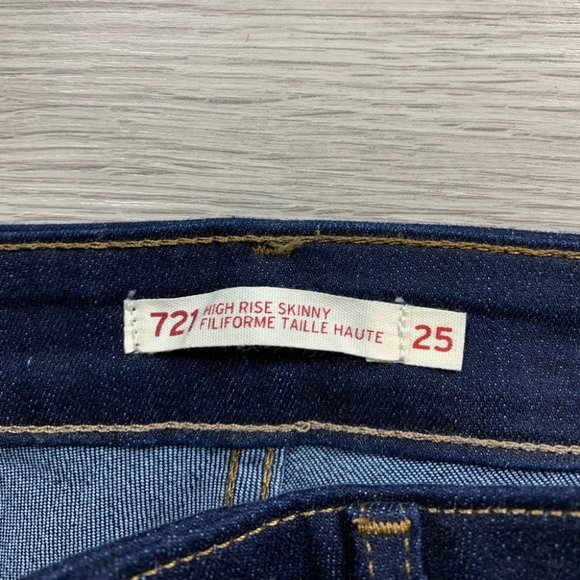 721 HIGH RISE SKINNY
FILIFORME TAILLE HAUTE
25